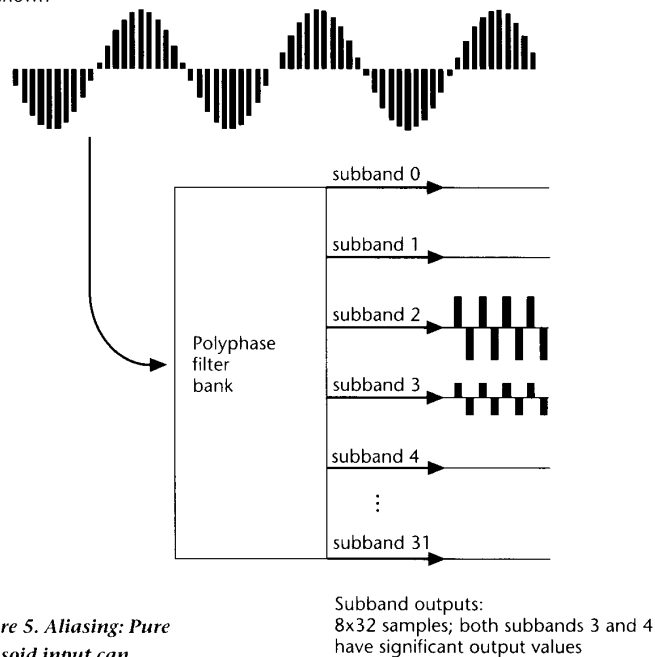 subband 0
subband 1
subband 2
Polyphase
filter
bank
subband 3
subband 4
⋮
subband 31
Subband outputs:
8x32 samples; both subbands 3 and 4
have significant output values
re 5. Aliasing: Pure
soid input can